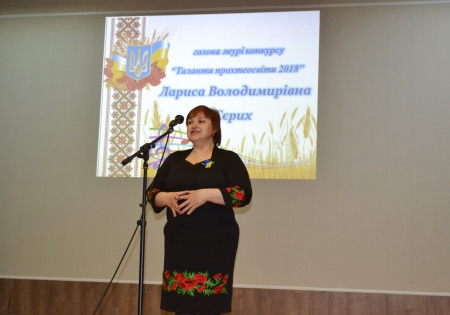 голова журі конкурсу
“Таланти профтехосвіти 2018”
Лариса Володимирівна